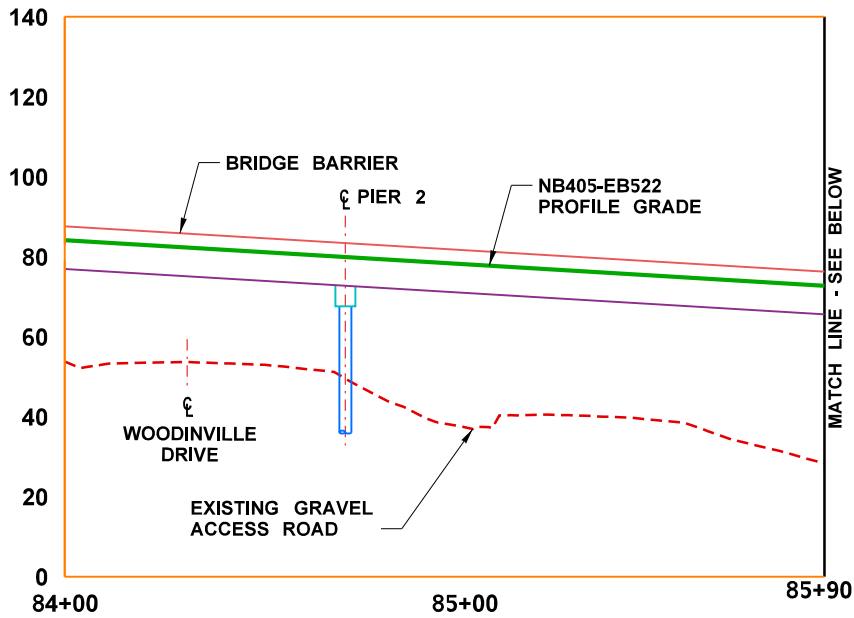 140
120
100
80
60
40
20
0
BRIDGE BARRIER
℄ PIER 2
NB405-EB522
PROFILE GRADE
℄
WOODINVILLE
DRIVE
EXISTING GRAVEL
ACCESS ROAD
MATCH LINE - SEE BELOW
84+00
85+00
85+90